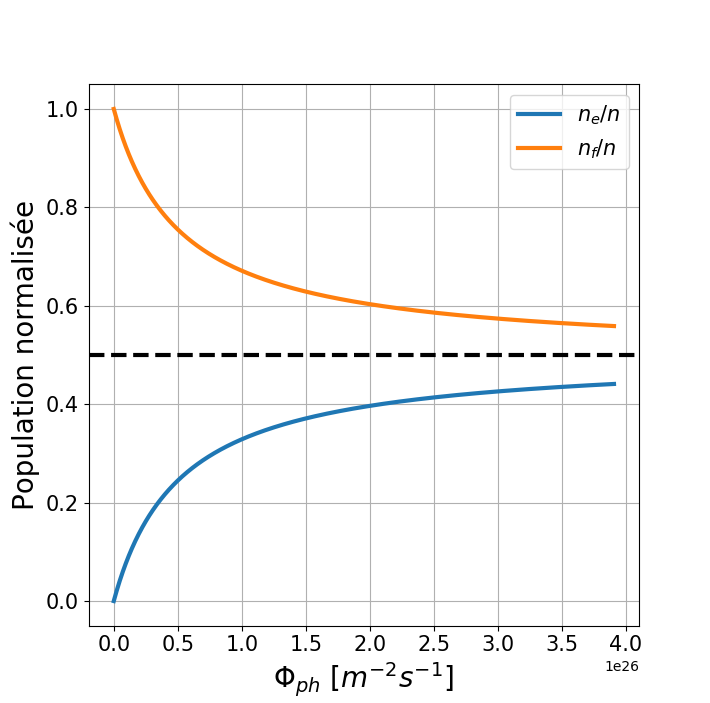 1.0
0.8
0.6
0.4
0.2
0.0
Population normalisée
n_e/n
n_f/n
0.0 0.5 1.0 1.5 2.0 2.5 3.0 3.5 4.0
1e26
Φ_ph [m^-2 s^-1]